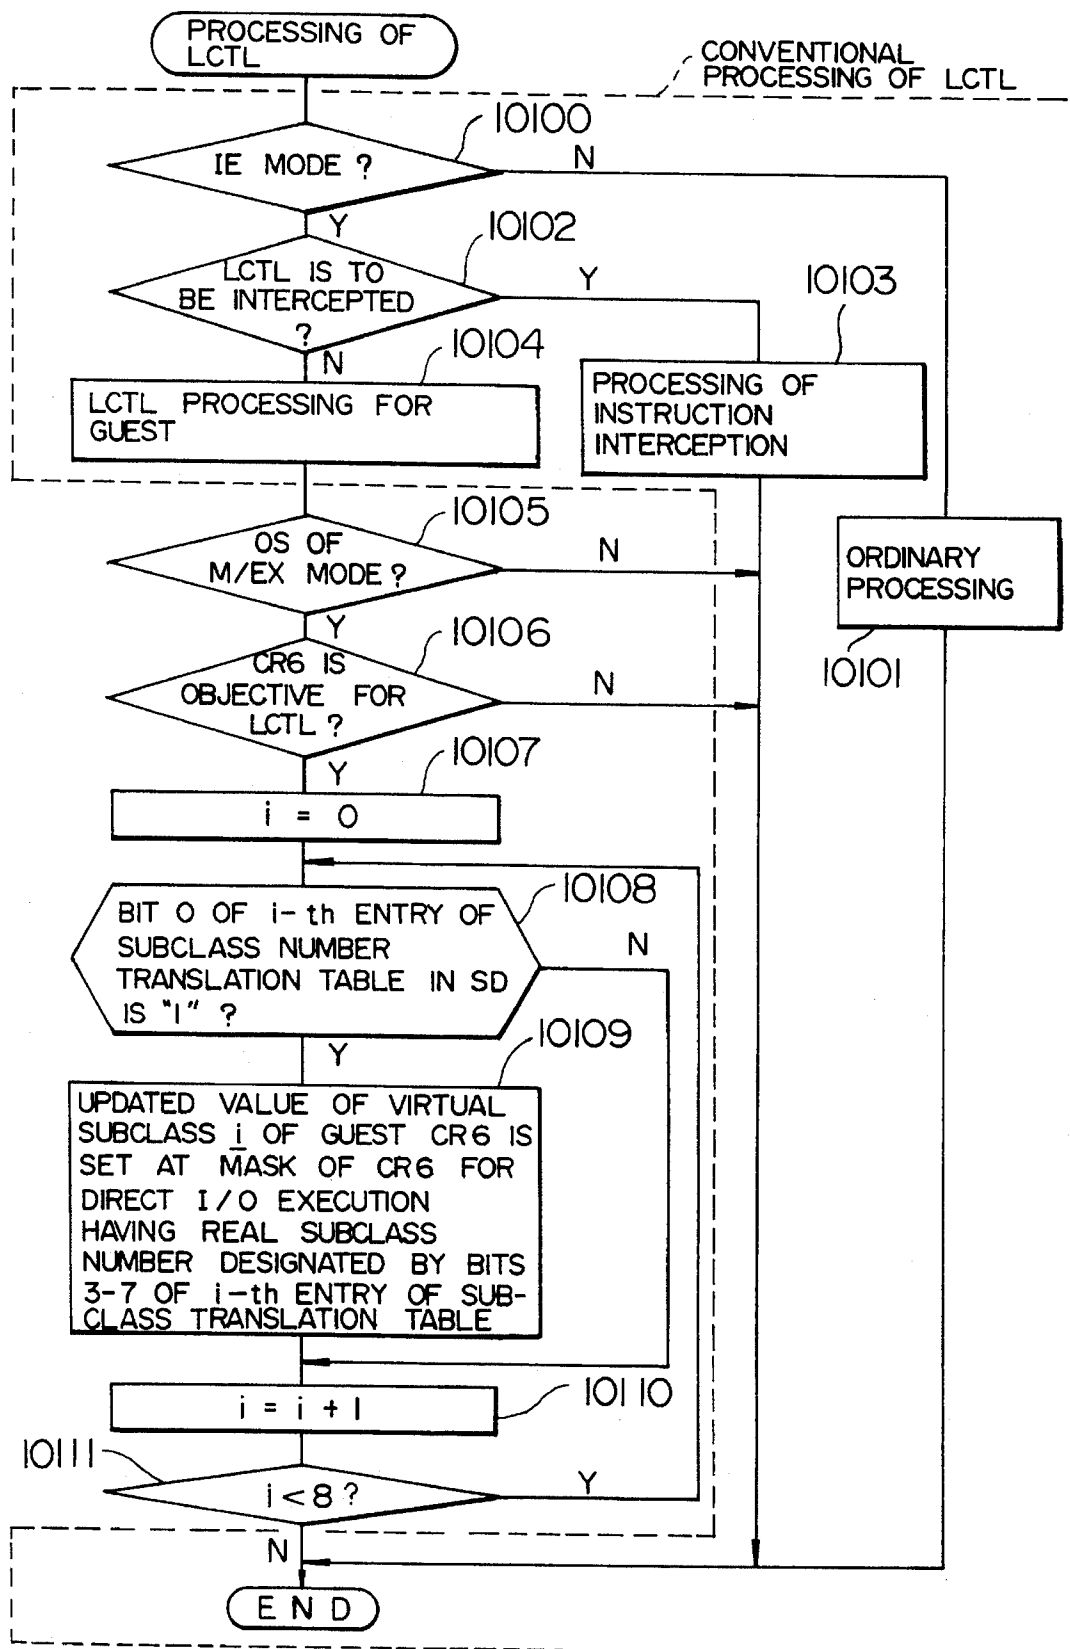 PROCESSING OF
LCTL
CONVENTIONAL
PROCESSING OF LCTL
10100
IE MODE ?
N
Y
10102
LCTL IS TO
BE INTERCEPTED
?
Y
10103
N
10104
LCTL PROCESSING FOR
GUEST
PROCESSING OF
INSTRUCTION
INTERCEPTION
10105
OS OF
M/EX MODE ?
N
ORDINARY
PROCESSING
Y
10106
10101
CR6 IS
OBJECTIVE FOR
LCTL ?
N
10107
Y
i = 0
10108
BIT 0 OF i-th ENTRY OF
SUBCLASS NUMBER
TRANSLATION TABLE IN SD
IS "1" ?
N
10109
Y
UPDATED VALUE OF VIRTUAL
SUBCLASS i OF GUEST CR6 IS
SET AT MASK OF CR6 FOR
DIRECT I/O EXECUTION
HAVING REAL SUBCLASS
NUMBER DESIGNATED BY BITS
3-7 OF i-th ENTRY OF SUB-
CLASS TRANSLATION TABLE
10110
i = i + 1
10111
i < 8 ?
Y
N
END